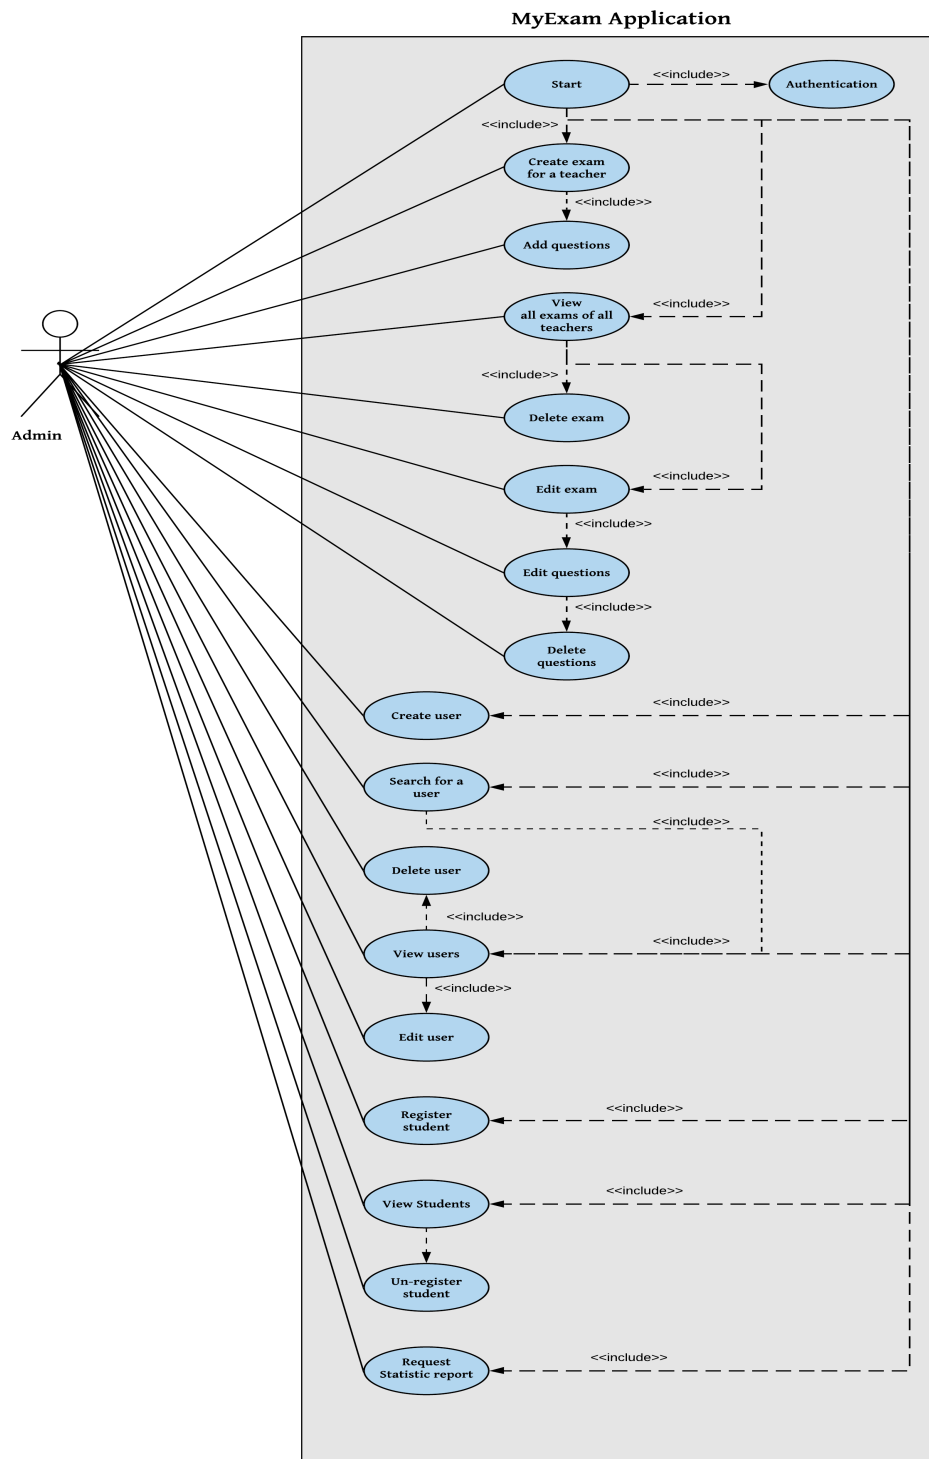 MyExam Application
Start
<<include>>
Authentication
<<include>>
Create exam
for a teacher
<<include>>
Add questions
View
all exams of all
teachers
<<include>>
<<include>>
Delete exam
Admin
Edit exam
<<include>>
<<include>>
Edit questions
<<include>>
Delete
questions
Create user
<<include>>
Search for a
user
<<include>>
<<include>>
Delete user
<<include>>
View users
<<include>>
<<include>>
Edit user
Register
student
<<include>>
View Students
<<include>>
Un-register
student
Request
Statistic report
<<include>>